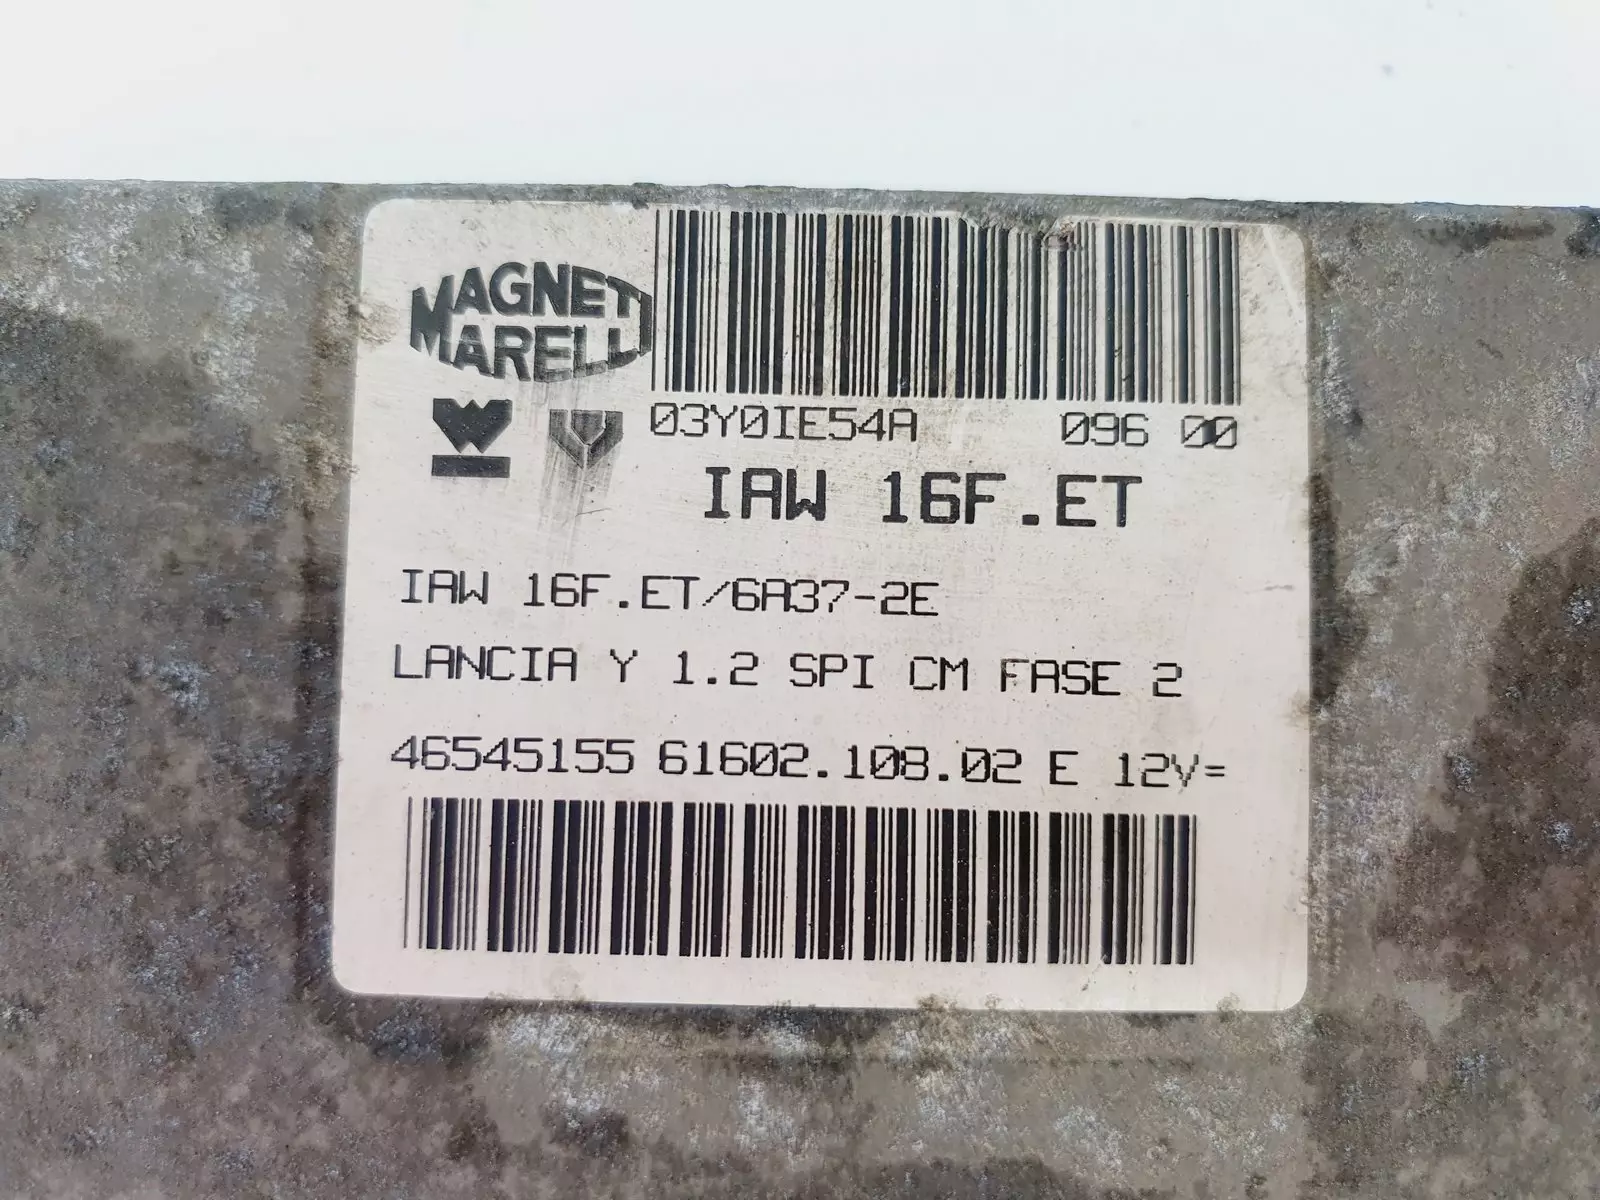 MAGNETI
MARELLI
03Y0IE54A 096 00
IAW 16F.ET
IAW 16F.ET/6A37-2E
LANCIA Y 1.2 SPI CM FASE 2
46545155 61602.108.02 E 12V=